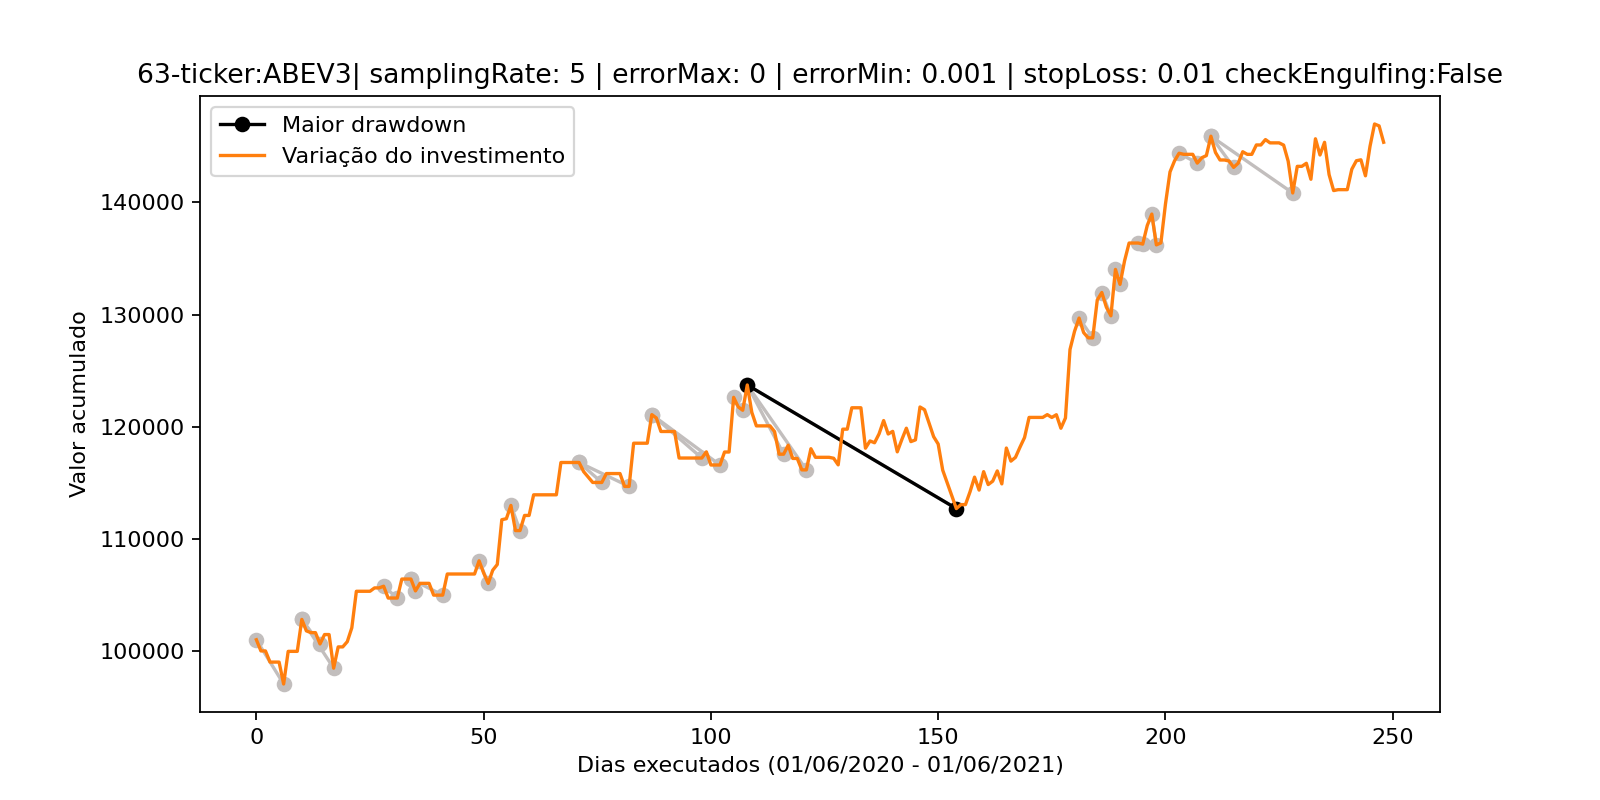 63-ticker:ABEV3| samplingRate: 5 | errorMax: 0 | errorMin: 0.001 | stopLoss: 0.01 checkEngulfing:False
Maior drawdown
Variação do investimento
Valor acumulado
140000
130000
120000
110000
100000
0 50 100 150 200 250
Dias executados (01/06/2020 - 01/06/2021)